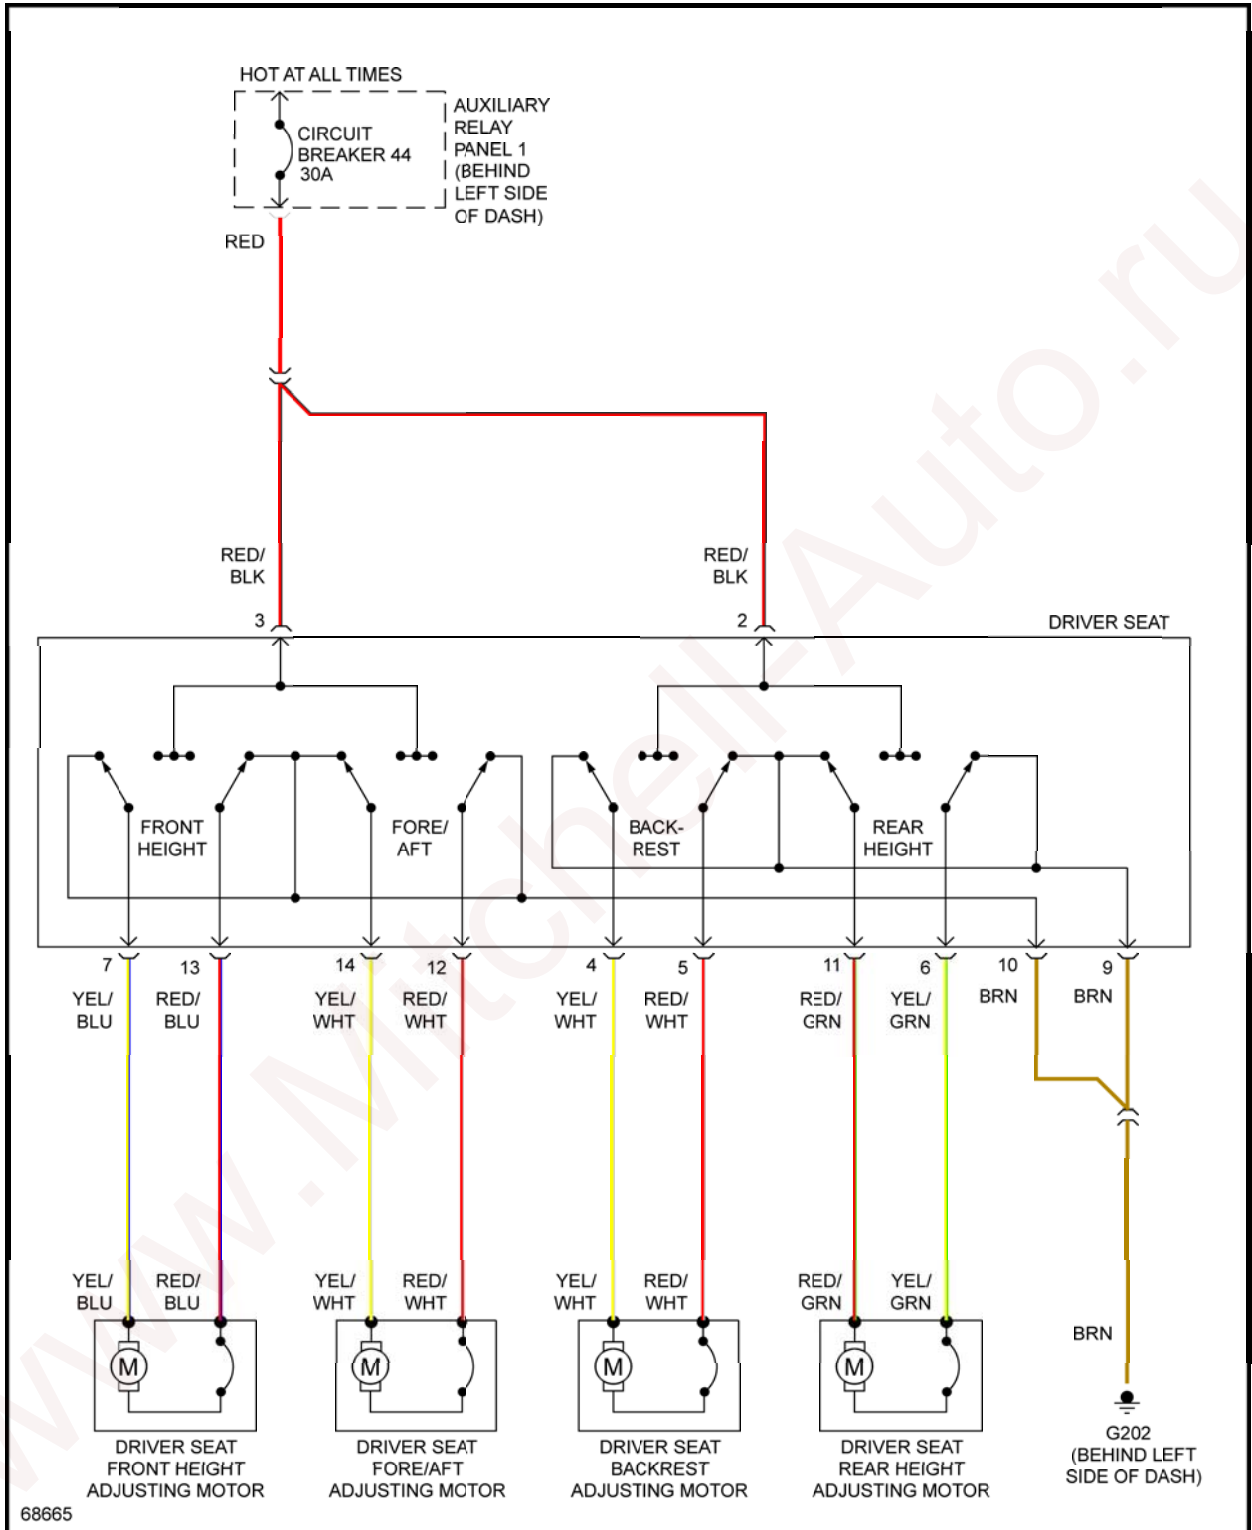 HOT AT ALL TIMES
CIRCUIT
BREAKER 44
30A
AUXILIARY
RELAY
PANEL 1
(BEHIND
LEFT SIDE
OF DASH)
RED
RED/
BLK
RED/
BLK
3
2
DRIVER SEAT
FRONT
HEIGHT
FORE/
AFT
BACK-
REST
REAR
HEIGHT
7
13
14
12
4
5
11
6
10
9
YEL/
BLU
RED/
BLU
YEL/
WHT
RED/
WHT
YEL/
WHT
RED/
WHT
RED/
GRN
YEL/
GRN
BRN
BRN
YEL/
BLU
RED/
BLU
YEL/
WHT
RED/
WHT
YEL/
WHT
RED/
WHT
RED/
GRN
YEL/
GRN
BRN
M
M
M
M
DRIVER SEAT
FRONT HEIGHT
ADJUSTING MOTOR
DRIVER SEAT
FORE/AFT
ADJUSTING MOTOR
DRIVER SEAT
BACKREST
ADJUSTING MOTOR
DRIVER SEAT
REAR HEIGHT
ADJUSTING MOTOR
G202
(BEHIND LEFT
SIDE OF DASH)
68665
www.Mitchell-Auto.ru